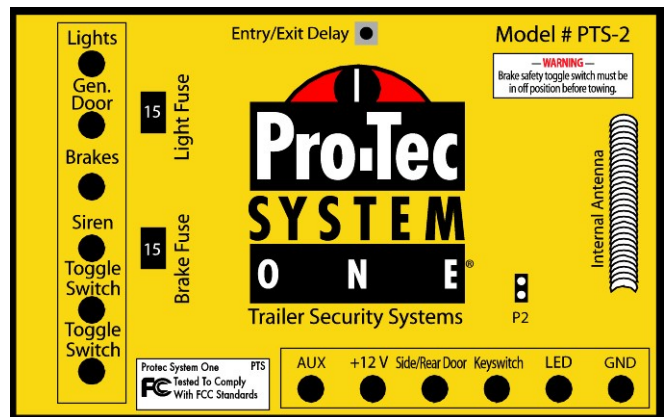 Lights
Gen.
Door
Brakes
Siren
Toggle
Switch
Toggle
Switch
15
Light Fuse
15
Brake Fuse
Entry/Exit Delay
Model # PTS-2
— WARNING —
Brake safety toggle switch must be
in off position before towing.
Pro-Tec
SYSTEM
ONE®
Trailer Security Systems
Internal Antenna
P2
Protec System One PTS
FC Tested To Comply
With FCC Standards
AUX +12 V Side/Rear Door Keyswitch LED GND